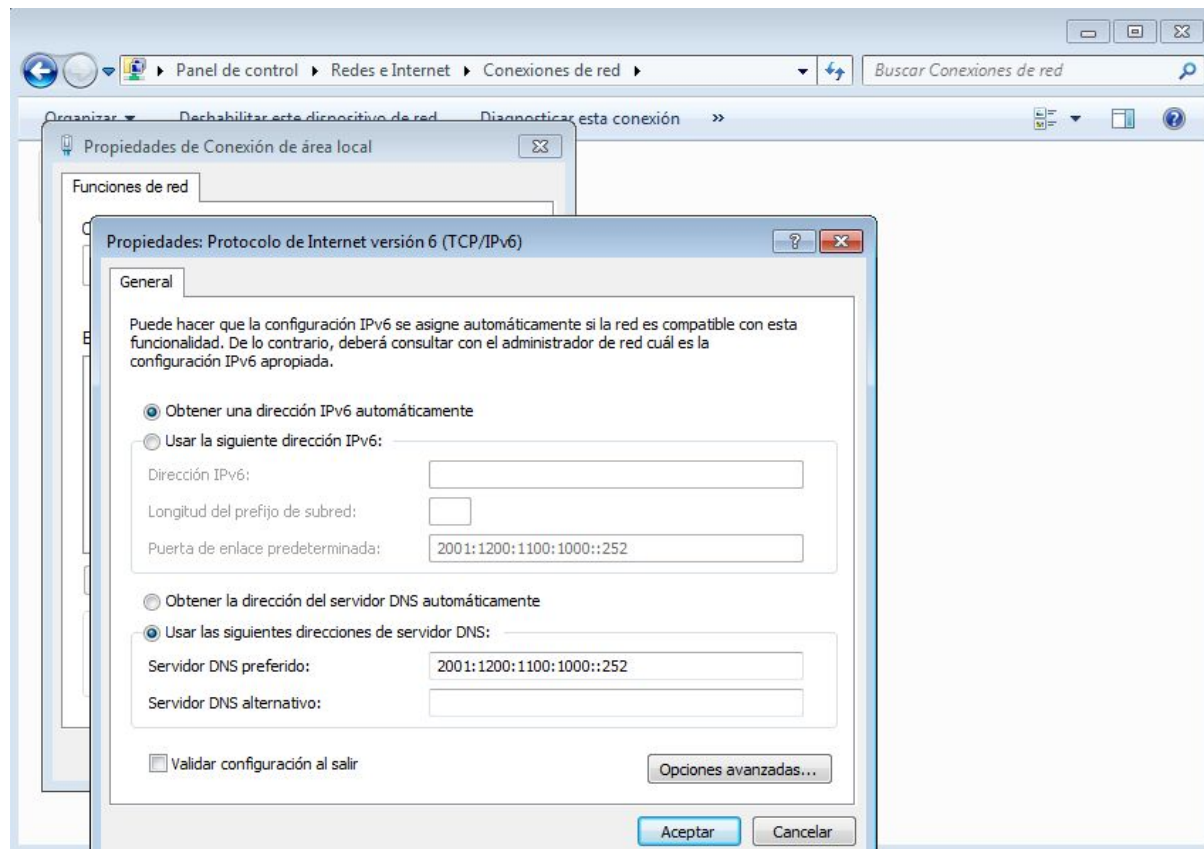 Panel de control ▸ Redes e Internet ▸ Conexiones de red ▸
Buscar Conexiones de red
Organizar Deshabilitar este dispositivo de red Diagnosticar esta conexión »
Propiedades de Conexión de área local
Funciones de red
Propiedades: Protocolo de Internet versión 6 (TCP/IPv6)
General
Puede hacer que la configuración IPv6 se asigne automáticamente si la red es compatible con esta
funcionalidad. De lo contrario, deberá consultar con el administrador de red cuál es la
configuración IPv6 apropiada.
Obtener una dirección IPv6 automáticamente
Usar la siguiente dirección IPv6:
Dirección IPv6:
Longitud del prefijo de subred:
Puerta de enlace predeterminada: 2001:1200:1100:1000::252
Obtener la dirección del servidor DNS automáticamente
Usar las siguientes direcciones de servidor DNS:
Servidor DNS preferido: 2001:1200:1100:1000::252
Servidor DNS alternativo:
Validar configuración al salir
Opciones avanzadas...
Aceptar Cancelar